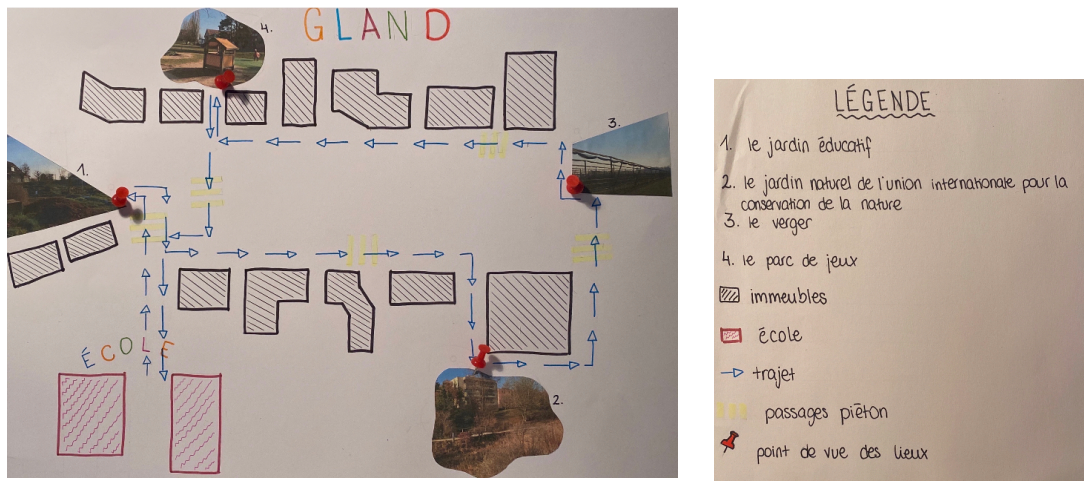 GLAND
4.
3.
1.
ÉCOLE
2.
LÉGENDE
1. le jardin éducatif
2. le jardin naturel de l'union internationale pour la
conservation de la nature
3. le verger
4. le parc de jeux
immeubles
école
trajet
passages piéton
point de vue des lieux